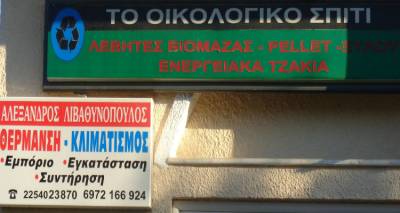 ΤΟ ΟΙΚΟΛΟΓΙΚΟ ΣΠΙΤΙ
ΛΕΒΗΤΕΣ ΒΙΟΜΑΖΑΣ - PELLET -
ΕΝΕΡΓΕΙΑΚΑ ΤΖΑΚΙΑ
ΑΛΕΞΑΝΔΡΟΣ ΛΙΒΑΘΥΝΟΠΟΥΛΟΣ
ΘΕΡΜΑΝΣΗ - ΚΛΙΜΑΤΙΣΜΟΣ
•Εμπόριο •Εγκατάσταση
•Συντήρηση
☎ 2254023870 6972 166 924